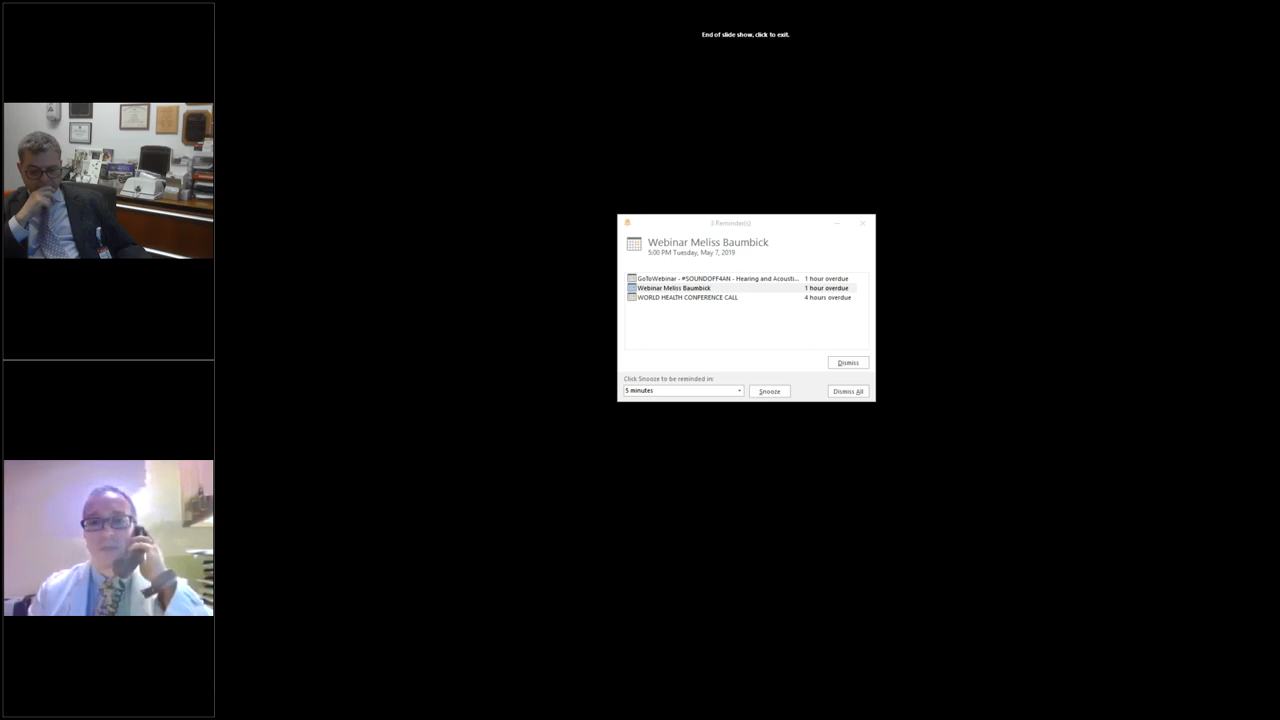 End of slide show, click to exit.
3 Reminder(s)
Webinar Meliss Baumbick
5:00 PM Tuesday, May 7, 2019
GoToWebinar - #SOUNDOFF4AN - Hearing and Acousti... 1 hour overdue
Webinar Meliss Baumbick 1 hour overdue
WORLD HEALTH CONFERENCE CALL 4 hours overdue
Dismiss
Click Snooze to be reminded in:
5 minutes Snooze Dismiss All